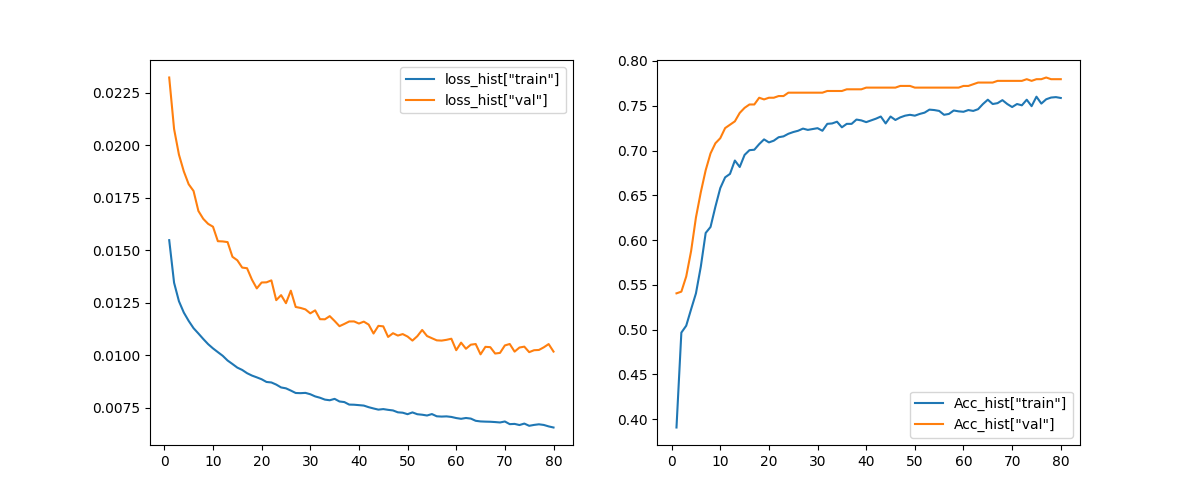 loss_hist["train"]
loss_hist["val"]
0.0225
0.0200
0.0175
0.0150
0.0125
0.0100
0.0075
0 10 20 30 40 50 60 70 80
0.80
0.75
0.70
0.65
0.60
0.55
0.50
0.45
0.40
Acc_hist["train"]
Acc_hist["val"]
0 10 20 30 40 50 60 70 80